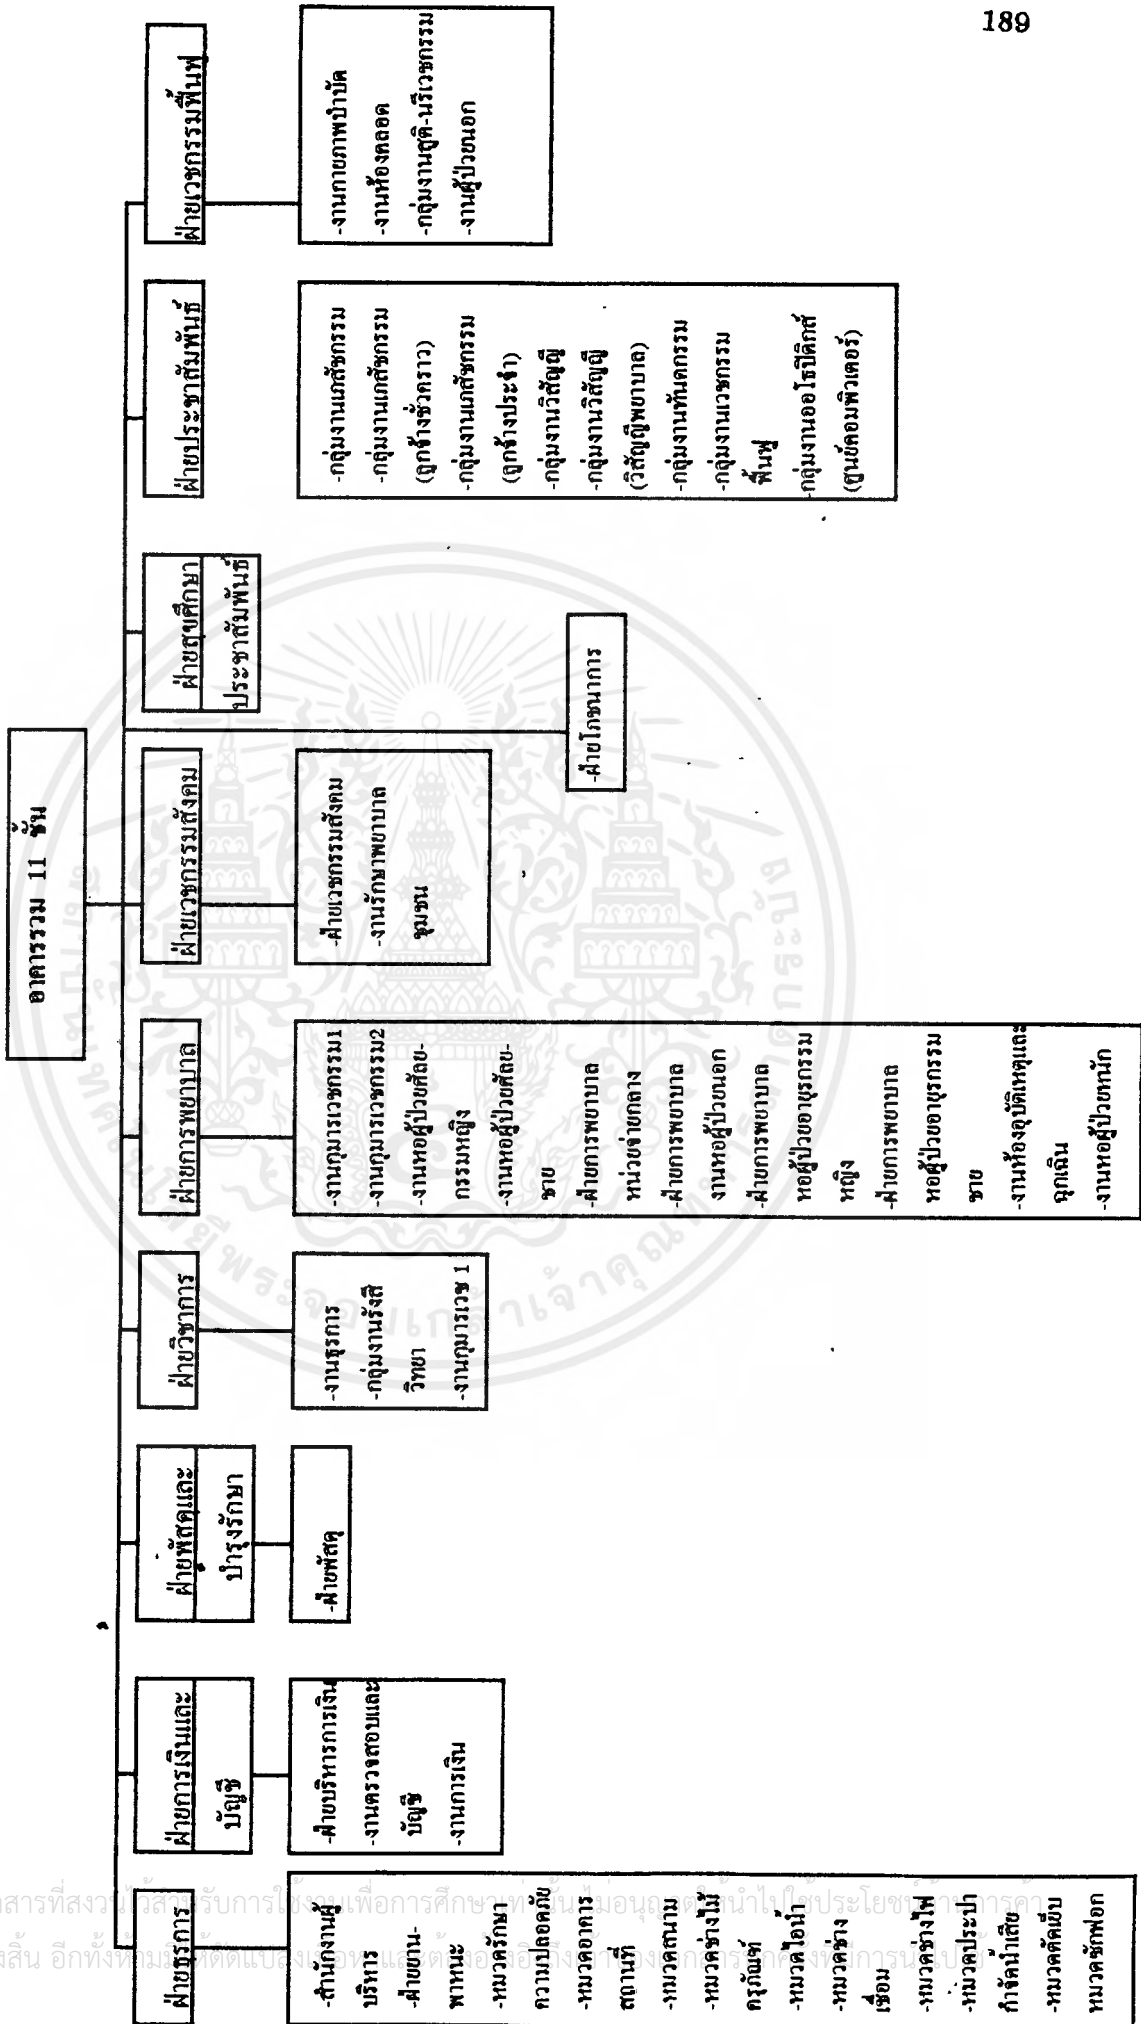 189
อาคารรวม 11 ชั้น
ฝ่ายธุรการ
-สำนักงานผู้
บริหาร
-ฝ่ายยาน-
พาหนะ
-หมวดรักษา
ความปลอดภัย
-หมวดอาคาร
สถานที่
-หมวดสนาม
-หมวดช่างไม้
ครุภัณฑ์
-หมวดไอน้ำ
-หมวดช่าง
เชื่อม
-หมวดช่างไฟ
-หมวดประปา
กำจัดน้ำเสีย
-หมวดตัดเย็บ
หมวดซักฟอก
ฝ่ายการเงินและ
บัญชี
-ฝ่ายบริหารการเงิน
-งานตรวจสอบและ
บัญชี
-งานการเงิน
ฝ่ายพัสดุและ
บำรุงรักษา
-ฝ่ายพัสดุ
ฝ่ายวิชาการ
-งานธุรการ
-กลุ่มงานรังสี
วิทยา
-งานกุมารเวช 1
ฝ่ายการพยาบาล
-งานกุมารเวชกรรม1
-งานกุมารเวชกรรม2
-งานหอผู้ป่วยศัลย-
กรรมหญิง
-งานหอผู้ป่วยศัลย-
ชาย
-ฝ่ายการพยาบาล
หน่วยจ่ายกลาง
-ฝ่ายการพยาบาล
งานผู้ป่วยนอก
-ฝ่ายการพยาบาล
หอผู้ป่วยอายุรกรรม
หญิง
-ฝ่ายการพยาบาล
หอผู้ป่วยอายุรกรรม
ชาย
-งานห้องอุบัติเหตุและ
ฉุกเฉิน
-งานหอผู้ป่วยหนัก
ฝ่ายเวชกรรมสังคม
-ฝ่ายเวชกรรมสังคม
-งานรักษาพยาบาล
ชุมชน
-ฝ่ายโภชนาการ
ฝ่ายสุขศึกษา
ประชาสัมพันธ์
ฝ่ายประชาสัมพันธ์
-กลุ่มงานเภสัชกรรม
-กลุ่มงานเภสัชกรรม
(ลูกจ้างชั่วคราว)
-กลุ่มงานเภสัชกรรม
(ลูกจ้างประจำ)
-กลุ่มงานวิสัญญี
-กลุ่มงานวิสัญญี
(วิสัญญีพยาบาล)
-กลุ่มงานทันตกรรม
-กลุ่มงานเวชกรรม
ฟื้นฟู
-กลุ่มงานออโธปิดิกส์
(ศูนย์คอมพิวเตอร์)
ฝ่ายเวชกรรมฟื้นฟู
-งานกายภาพบำบัด
-งานห้องคลอด
-กลุ่มงานสูติ-นรีเวชกรรม
-งานผู้ป่วยนอก